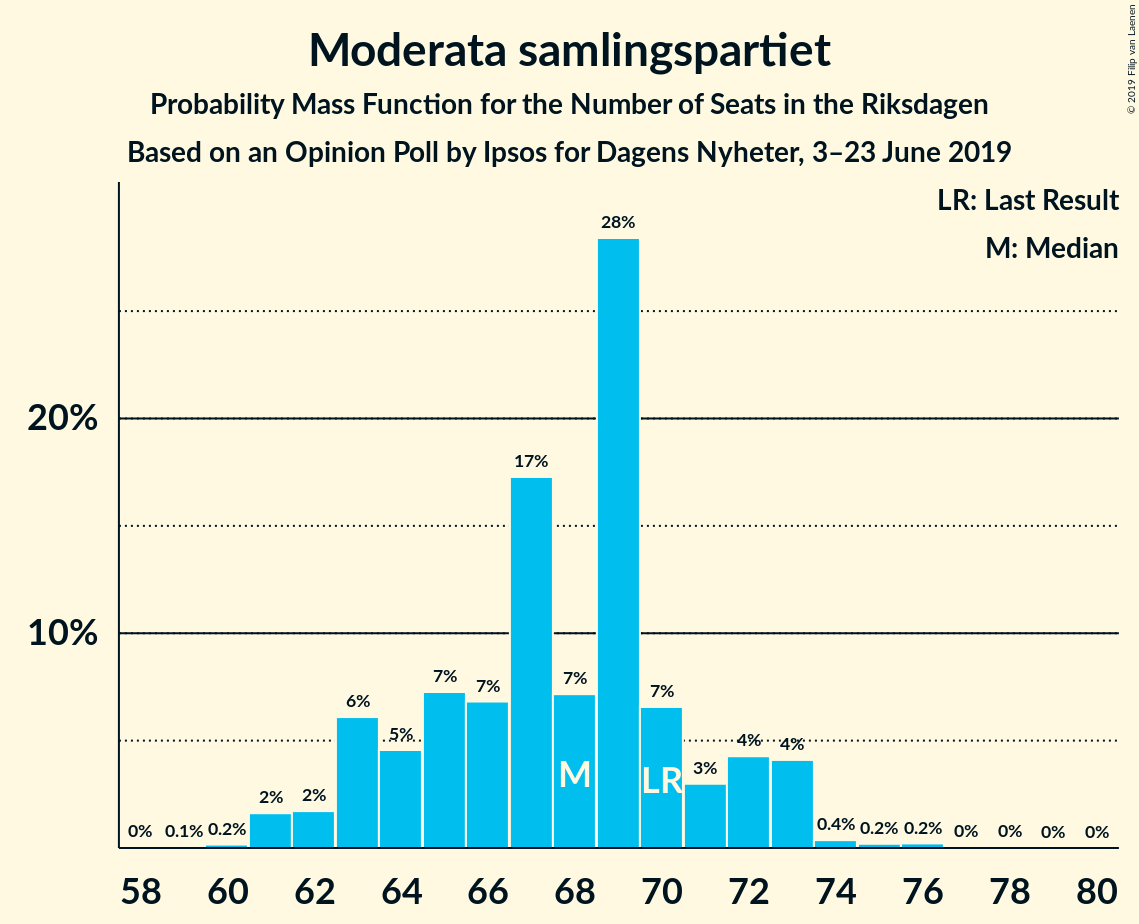 Moderata samlingspartiet
Probability Mass Function for the Number of Seats in the Riksdagen
Based on an Opinion Poll by Ipsos for Dagens Nyheter, 3–23 June 2019
© 2019 Filip van Laenen
LR: Last Result
M: Median
20%
10%
0% 0.1% 0.2% 2% 2% 6% 5% 7% 7% 17% 7% 28% 7% 3% 4% 4% 0.4% 0.2% 0.2% 0% 0% 0% 0%
M LR
58 60 62 64 66 68 70 72 74 76 78 80